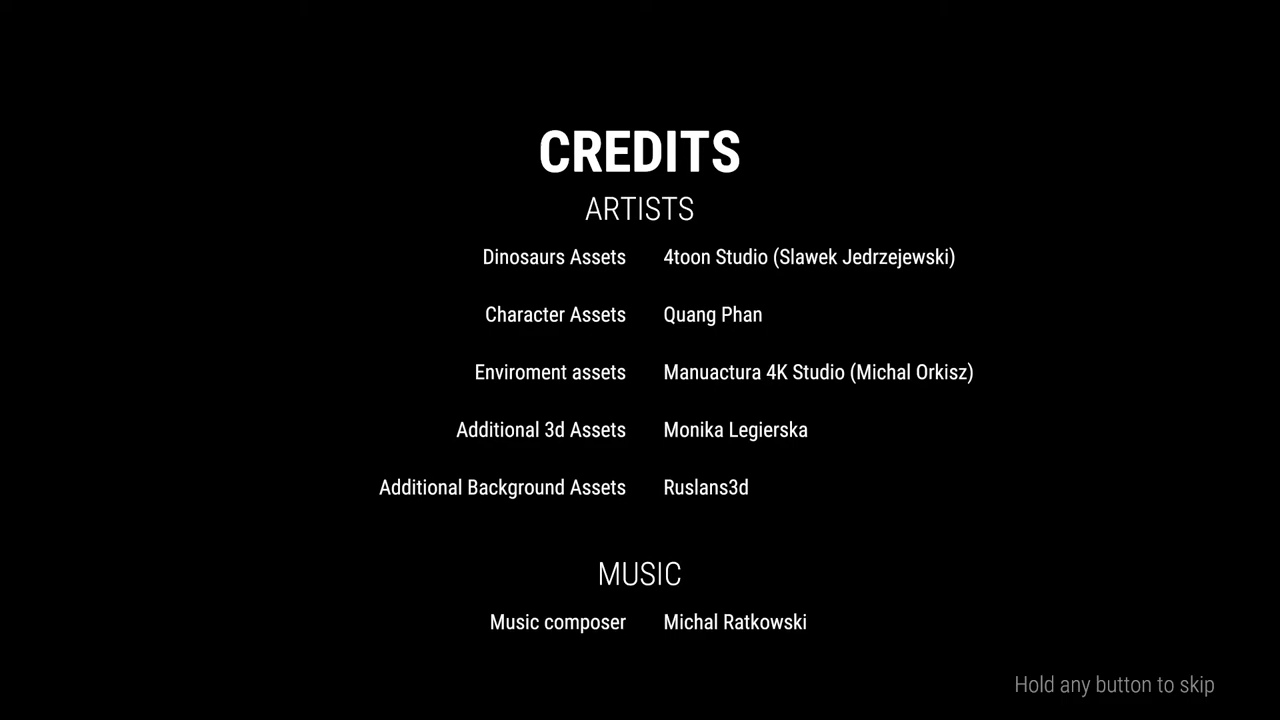 CREDITS
ARTISTS
Dinosaurs Assets 4toon Studio (Slawek Jedrzejewski)
Character Assets Quang Phan
Enviroment assets Manuactura 4K Studio (Michal Orkisz)
Additional 3d Assets Monika Legierska
Additional Background Assets Ruslans3d
MUSIC
Music composer Michal Ratkowski
Hold any button to skip